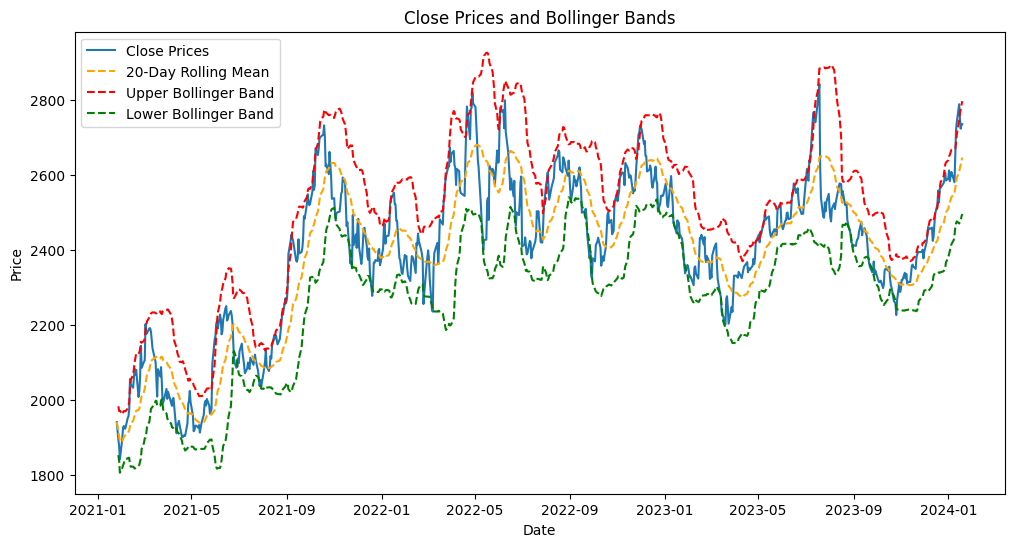 Close Prices and Bollinger Bands
Close Prices
20-Day Rolling Mean
Upper Bollinger Band
Lower Bollinger Band
Price
2800
2600
2400
2200
2000
1800
2021-01 2021-05 2021-09 2022-01 2022-05 2022-09 2023-01 2023-05 2023-09 2024-01
Date